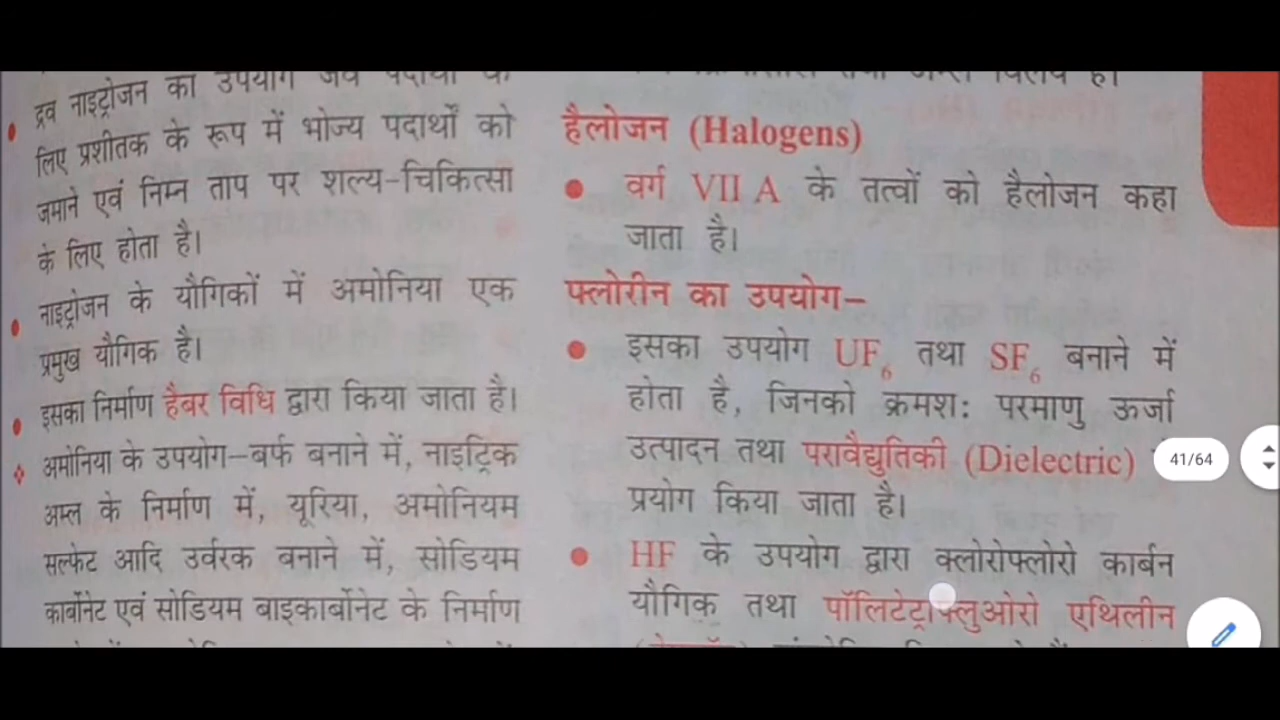 द्रव नाइट्रोजन का उपयोग जैव पदार्थों के
लिए प्रशीतक के रूप में भोज्य पदार्थों को
जमाने एवं निम्न ताप पर शल्य-चिकित्सा
के लिए होता है।
नाइट्रोजन के यौगिकों में अमोनिया एक
प्रमुख यौगिक है।
इसका निर्माण हैबर विधि द्वारा किया जाता है।
अमोनिया के उपयोग–बर्फ बनाने में, नाइट्रिक
अम्ल के निर्माण में, यूरिया, अमोनियम
सल्फेट आदि उर्वरक बनाने में, सोडियम
कार्बोनेट एवं सोडियम बाइकार्बोनेट के निर्माण
हैलोजन (Halogens)
वर्ग VII A के तत्वों को हैलोजन कहा
जाता है।
फ्लोरीन का उपयोग–
इसका उपयोग UF₆ तथा SF₆ बनाने में
होता है, जिनको क्रमश: परमाणु ऊर्जा
उत्पादन तथा परावैद्युतिकी (Dielectric)
प्रयोग किया जाता है।
HF के उपयोग द्वारा क्लोरोफ्लोरो कार्बन
यौगिक तथा पॉलिटेट्राफ्लुओरो एथिलीन
41/64